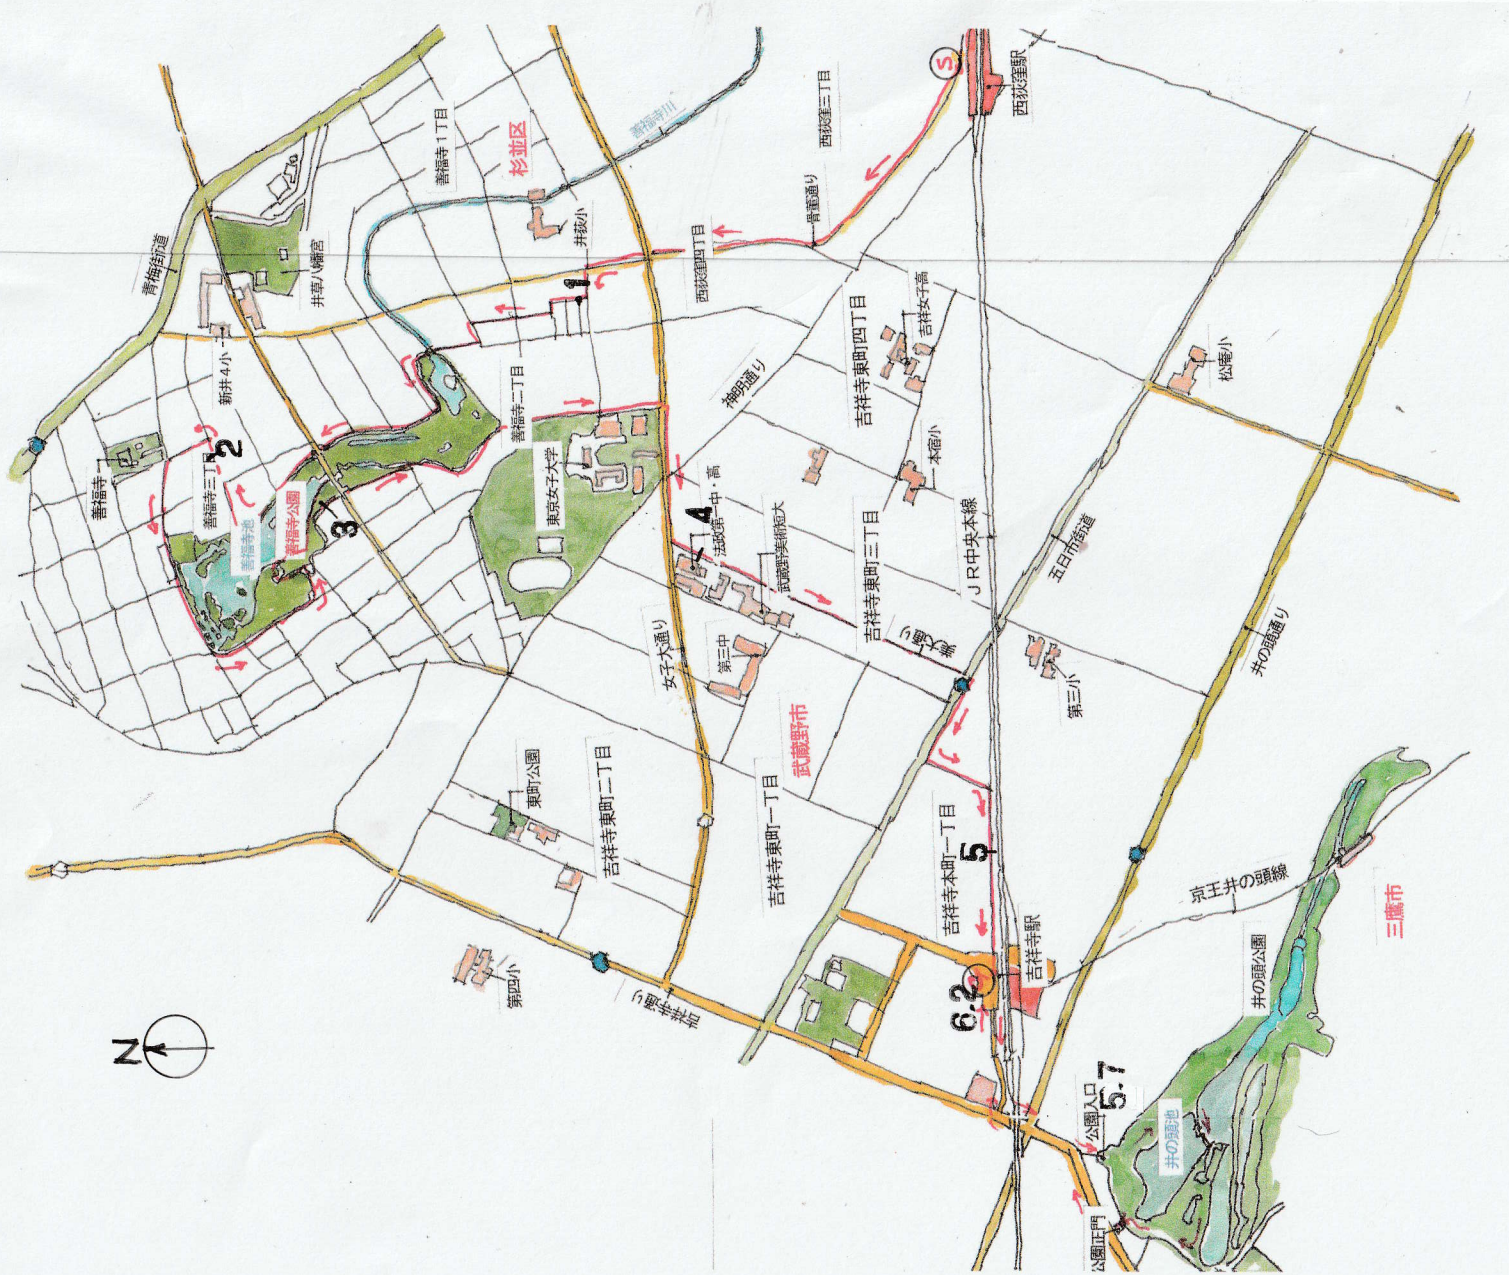 S
西荻窪駅
西荻窪三丁目
骨董通り
西荻窪四丁目
善福寺川
善福寺1丁目
杉並区
井荻小
1
青梅街道
井草八幡宮
新井4小
善福寺
善福寺三丁目
2
善福寺池
善福寺公園
3
善福寺二丁目
東京女子大学
神明通り
吉祥寺東町四丁目
吉祥女子高
本宿小
松庵小
4
法政第一中・高
武蔵野美術短大
吉祥寺東町三丁目
JR中央本線
五日市街道
井の頭通り
女子大通り
第三中
武蔵野市
第三小
東町公園
吉祥寺東町二丁目
吉祥寺東町一丁目
吉祥寺本町一丁目
5
第四小
吉祥寺通り
吉祥寺駅
6.2
京王井の頭線
三鷹市
井の頭公園
公園入口
5.7
井の頭池
公園正門
N